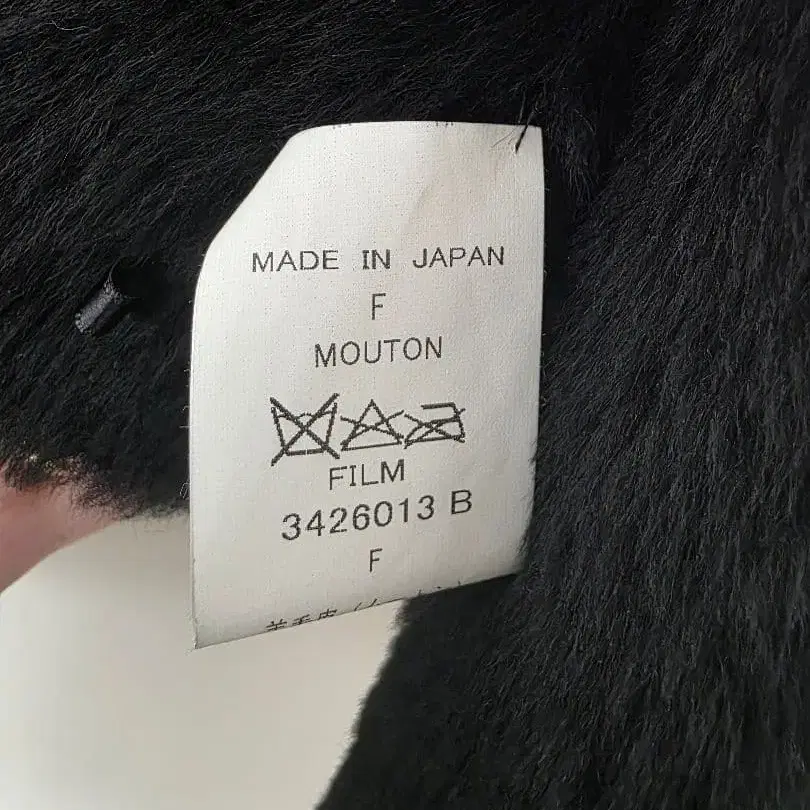 MADE IN JAPAN
F
MOUTON
FILM
3426013 B
F